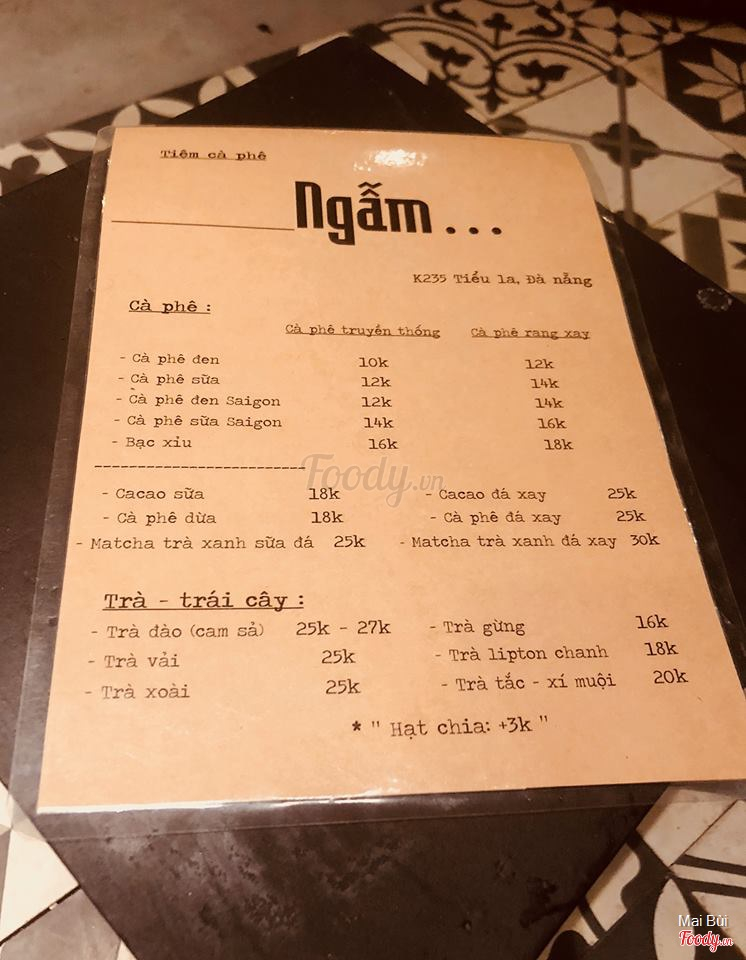 Tiệm cà phê
Ngẫm...
K235 Tiểu la, Đà nẵng
Cà phê :
Cà phê truyền thống Cà phê rang xay
- Cà phê đen 10k 12k
- Cà phê sữa 12k 14k
- Cà phê đen Saigon 12k 14k
- Cà phê sữa Saigon 14k 16k
- Bạc xỉu 16k 18k
- Cacao sữa 18k - Cacao đá xay 25k
- Cà phê dừa 18k - Cà phê đá xay 25k
- Matcha trà xanh sữa đá 25k - Matcha trà xanh đá xay 30k
Trà - trái cây :
- Trà đào (cam sả) 25k - 27k - Trà gừng 16k
- Trà vải 25k - Trà lipton chanh 18k
- Trà xoài 25k - Trà tắc - xí muội 20k
* " Hạt chia: +3k "
Foody.vn
Mai Bùi
Foody.vn